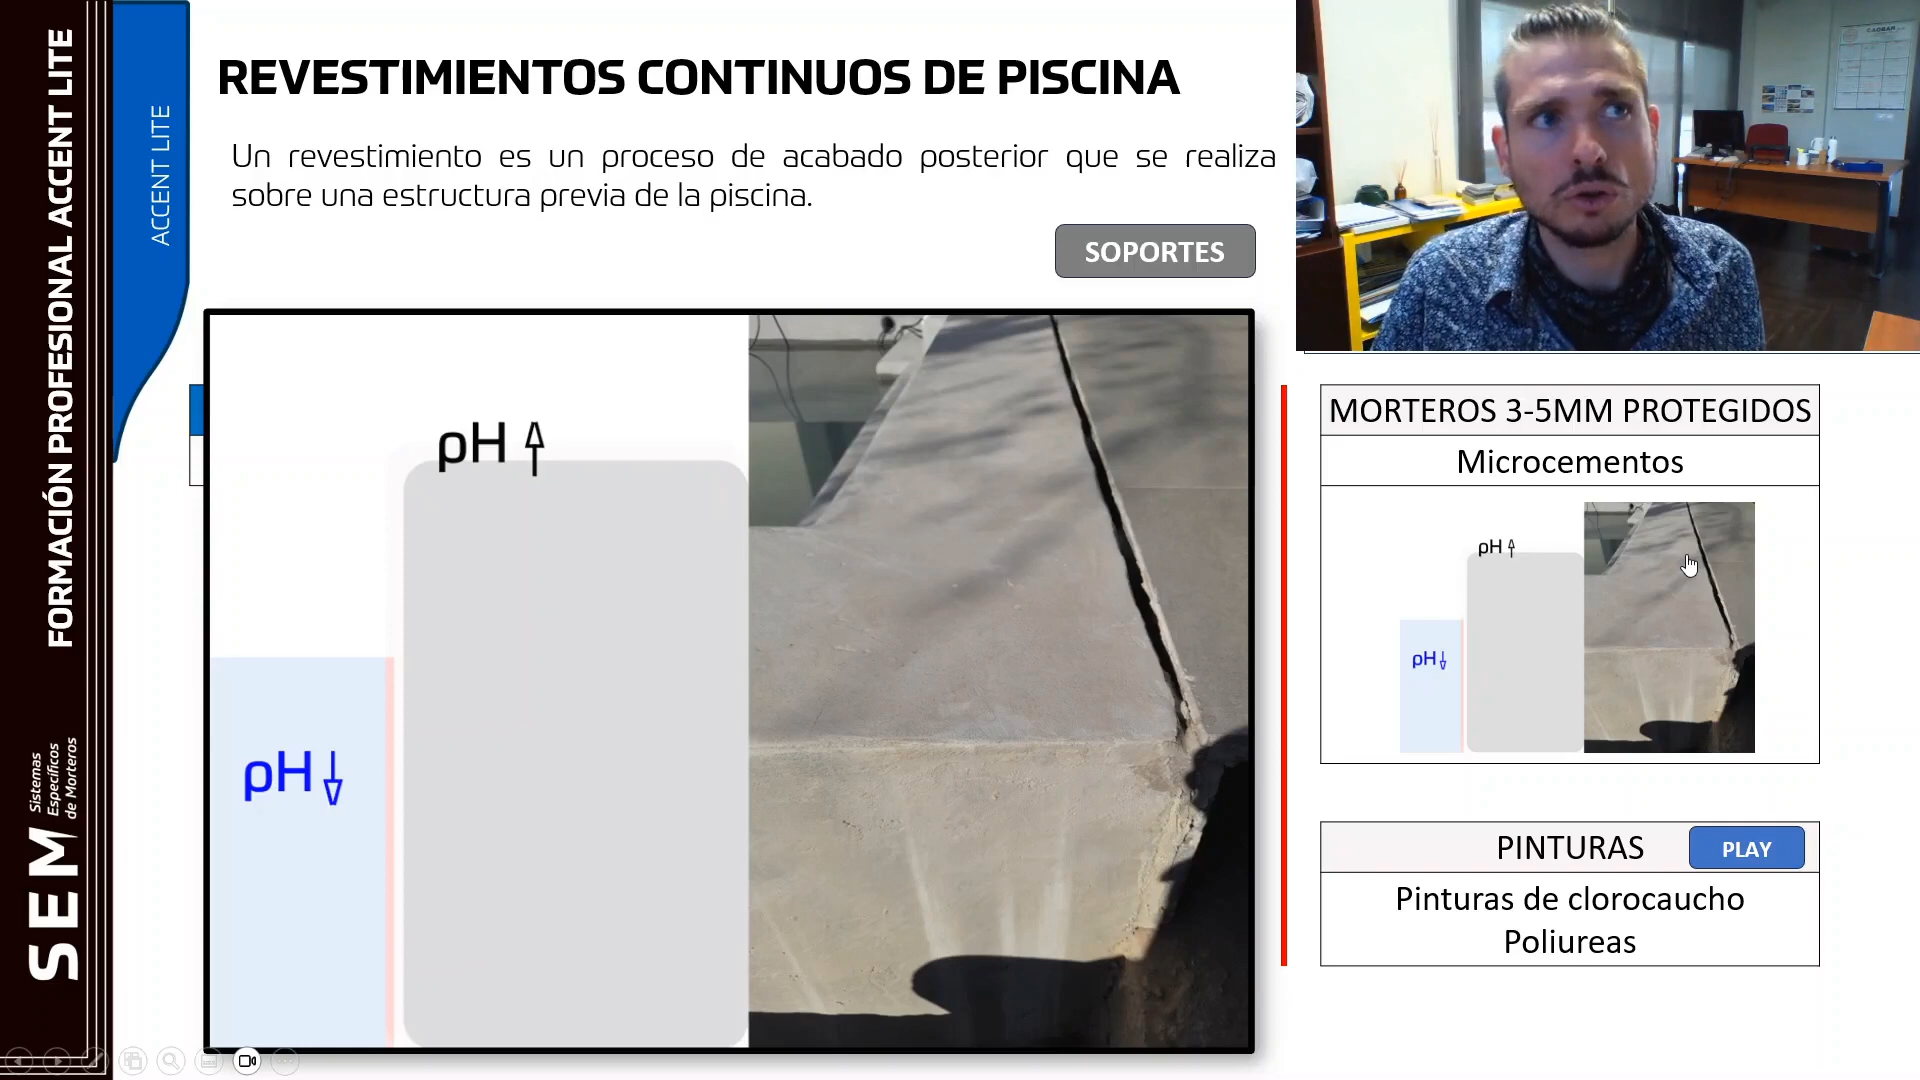 FORMACIÓN PROFESIONAL ACCENT LITE
SEM
Sistemas
Específicos
de Morteros
ACCENT LITE
REVESTIMIENTOS CONTINUOS DE PISCINA
Un revestimiento es un proceso de acabado posterior que se realiza
sobre una estructura previa de la piscina.
SOPORTES
pH
pH
MORTEROS 3-5MM PROTEGIDOS
Microcementos
pH
pH
PINTURAS
PLAY
Pinturas de clorocaucho
Poliureas